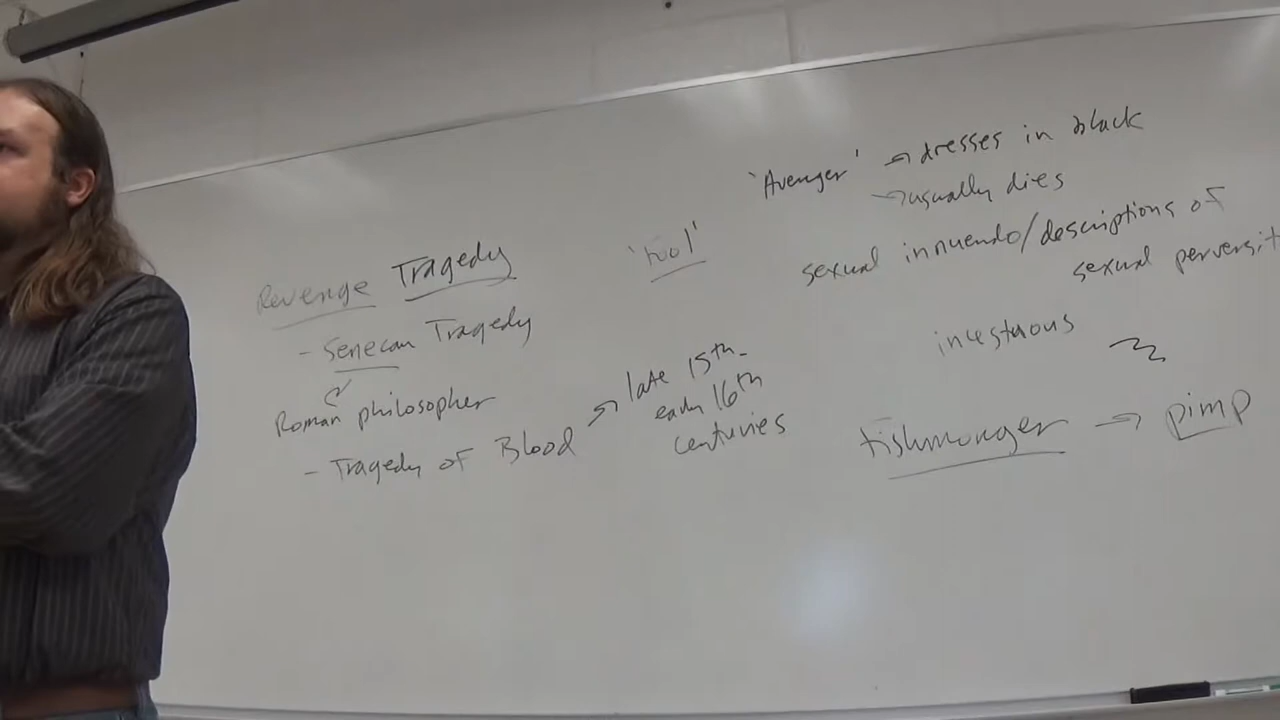 Revenge Tragedy
- Senecan Tragedy
Roman philosopher
- Tragedy of Blood → late 15th-
early 16th
centuries
'tool'
'Avenger' → dresses in black
→ usually dies
sexual innuendo/descriptions of
sexual perversit
incestuous
fishmonger → pimp